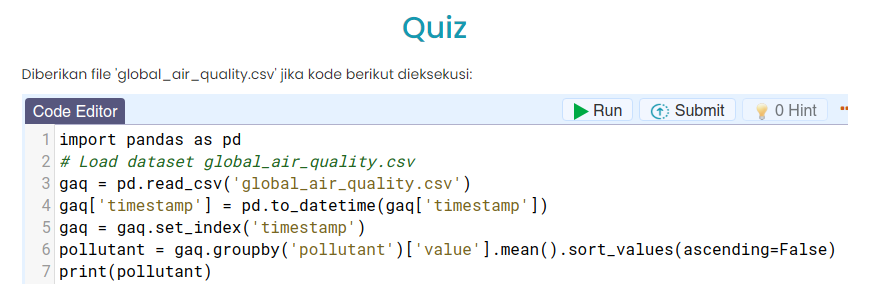 Quiz
Diberikan file 'global_air_quality.csv' jika kode berikut dieksekusi:
Code Editor
Run
Submit
0 Hint
1 import pandas as pd
2 # Load dataset global_air_quality.csv
3 gaq = pd.read_csv('global_air_quality.csv')
4 gaq['timestamp'] = pd.to_datetime(gaq['timestamp'])
5 gaq = gaq.set_index('timestamp')
6 pollutant = gaq.groupby('pollutant')['value'].mean().sort_values(ascending=False)
7 print(pollutant)